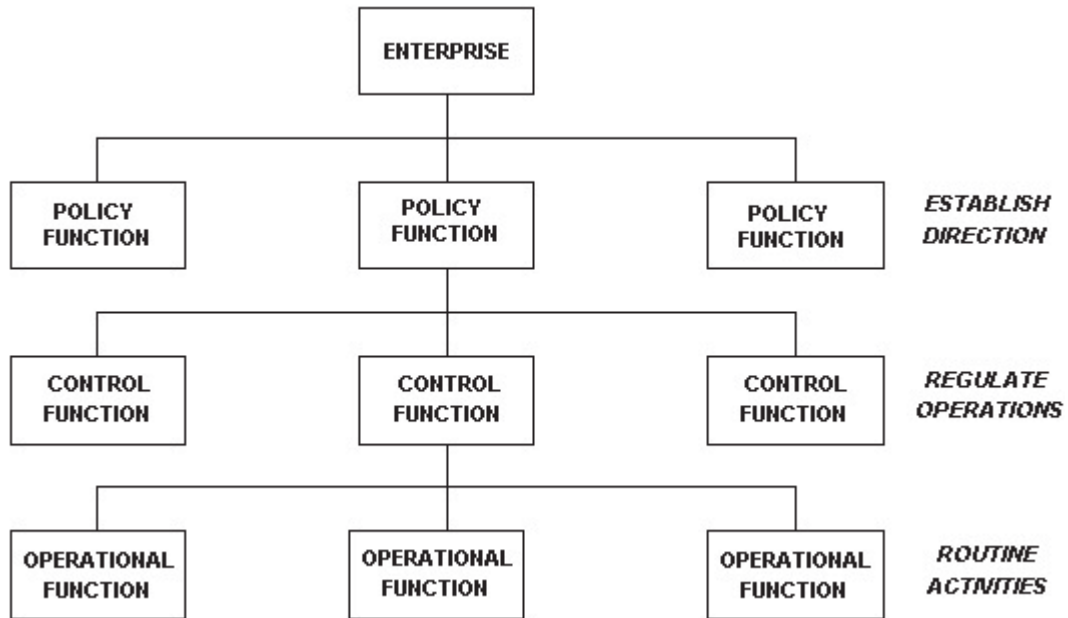 ENTERPRISE
POLICY
FUNCTION
POLICY
FUNCTION
POLICY
FUNCTION
ESTABLISH
DIRECTION
CONTROL
FUNCTION
CONTROL
FUNCTION
CONTROL
FUNCTION
REGULATE
OPERATIONS
OPERATIONAL
FUNCTION
OPERATIONAL
FUNCTION
OPERATIONAL
FUNCTION
ROUTINE
ACTIVITIES